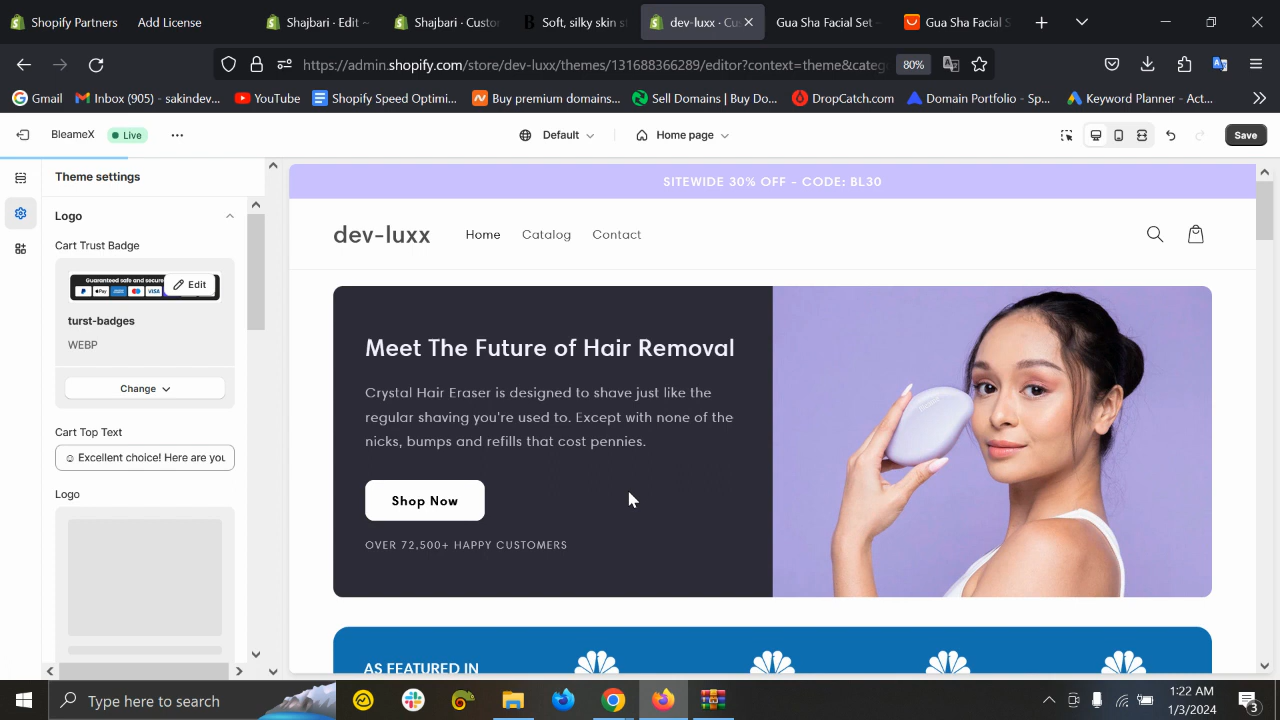 Shopify Partners
Add License
Shajbari · Edit ~
Shajbari · Custo
Soft, silky skin s
dev-luxx · Cu
Gua Sha Facial Set -
Gua Sha Facial S
https://admin.shopify.com/store/dev-luxx/themes/131688366289/editor?context=theme&categ
80%
Gmail
Inbox (905) - sakindev...
YouTube
Shopify Speed Optimi...
Buy premium domains...
Sell Domains | Buy Do...
DropCatch.com
Domain Portfolio - Sp...
Keyword Planner - Act...
BleameX
Live
Default
Home page
Save
Theme settings
Logo
Cart Trust Badge
Guaranteed safe and secure
Pay
VISA
Edit
turst-badges
WEBP
Change
Cart Top Text
☺ Excellent choice! Here are you
Logo
SITEWIDE 30% OFF - CODE: BL30
dev-luxx
Home
Catalog
Contact
Meet The Future of Hair Removal
Crystal Hair Eraser is designed to shave just like the
regular shaving you're used to. Except with none of the
nicks, bumps and refills that cost pennies.
Shop Now
OVER 72,500+ HAPPY CUSTOMERS
AS FEATURED IN
Type here to search
1:22 AM
1/3/2024
3